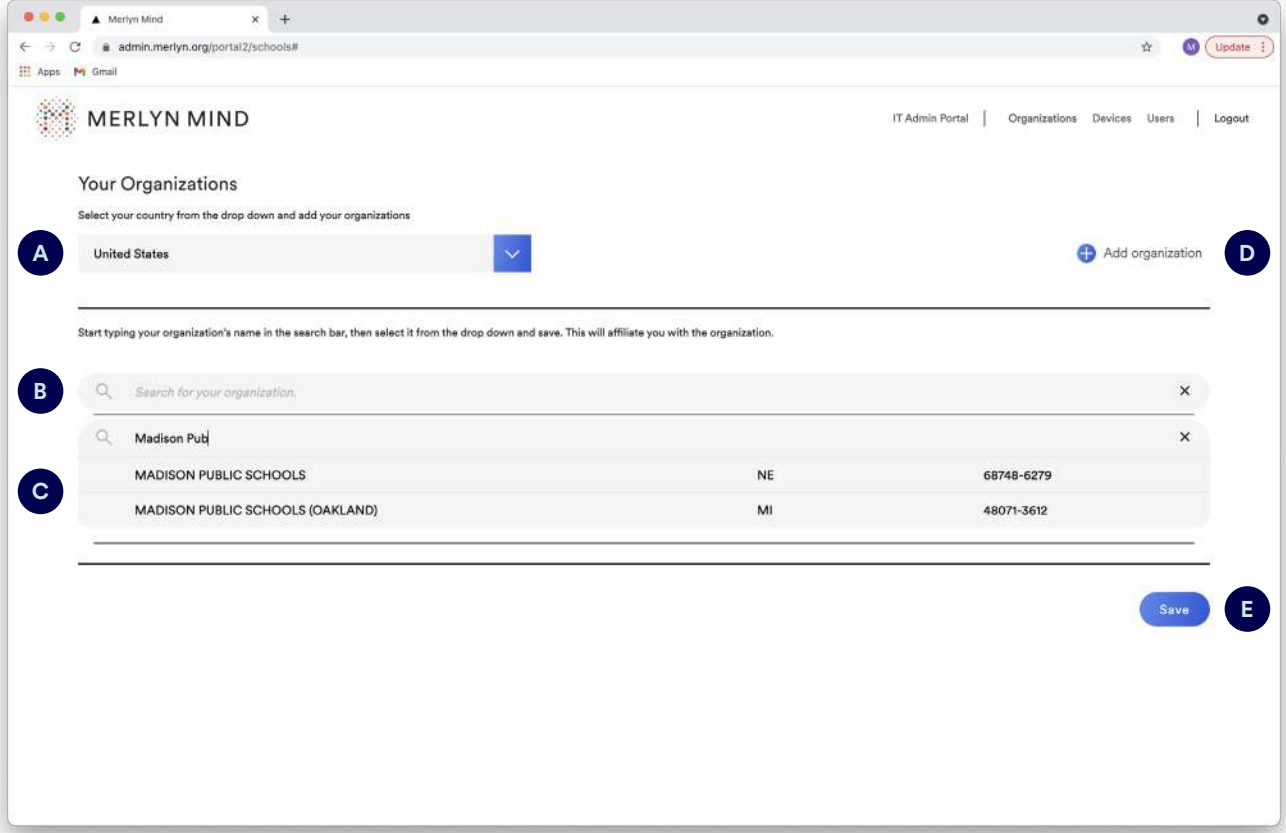 Merlyn Mind
admin.merlyn.org/portal2/schools#
M Update
Apps Gmail
MERLYN MIND
IT Admin Portal | Organizations Devices Users | Logout
Your Organizations
Select your country from the drop down and add your organizations
A United States Add organization D
Start typing your organization's name in the search bar, then select it from the drop down and save. This will affiliate you with the organization.
B Search for your organization.
Madison Pub
C
MADISON PUBLIC SCHOOLS NE 68748-6279
MADISON PUBLIC SCHOOLS (OAKLAND) MI 48071-3612
Save E